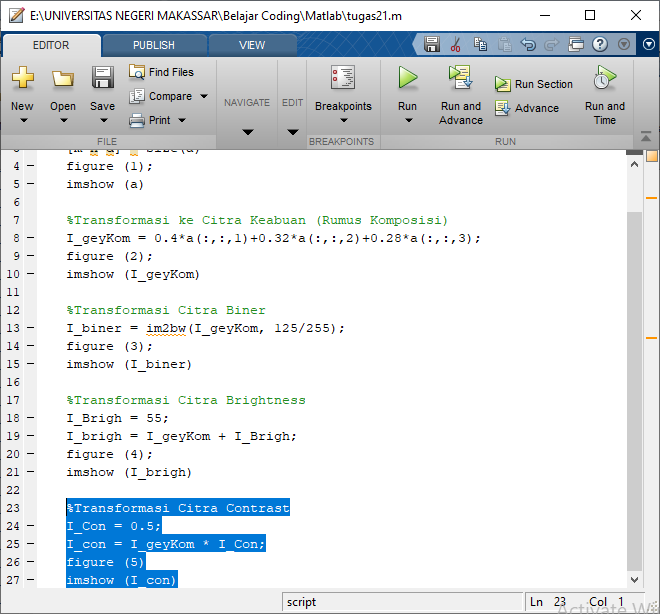 E:\UNIVERSITAS NEGERI MAKASSAR\Belajar Coding\Matlab\tugas21.m
EDITOR PUBLISH VIEW
New Open Save Find Files Compare Print
NAVIGATE EDIT Breakpoints Run Run and Advance Run Section Advance Run and Time
FILE BREAKPOINTS RUN
4 – figure (1);
5 – imshow (a)
6
7 %Transformasi ke Citra Keabuan (Rumus Komposisi)
8 – I_geyKom = 0.4*a(:,:,1)+0.32*a(:,:,2)+0.28*a(:,:,3);
9 – figure (2);
10 – imshow (I_geyKom)
11
12 %Transformasi Citra Biner
13 – I_biner = im2bw(I_geyKom, 125/255);
14 – figure (3);
15 – imshow (I_biner)
16
17 %Transformasi Citra Brightness
18 – I_Brigh = 55;
19 – I_brigh = I_geyKom + I_Brigh;
20 – figure (4);
21 – imshow (I_brigh)
22
23 %Transformasi Citra Contrast
24 – I_Con = 0.5;
25 – I_con = I_geyKom * I_Con;
26 – figure (5)
27 – imshow (I_con)
script Ln 23 Col 1